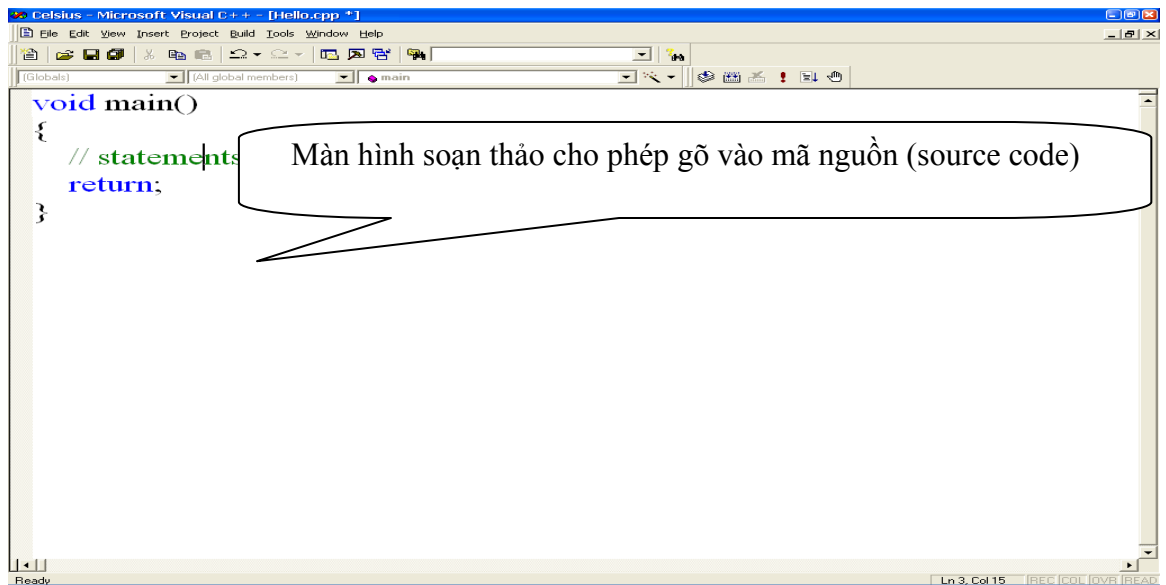 Celsius - Microsoft Visual C++ - [Hello.cpp *]
File Edit View Insert Project Build Tools Window Help
(Globals) (All global members) main
void main()
{
// statements
return;
}
Màn hình soạn thảo cho phép gõ vào mã nguồn (source code)
Ready Ln 3, Col 15 REC COL OVR READ